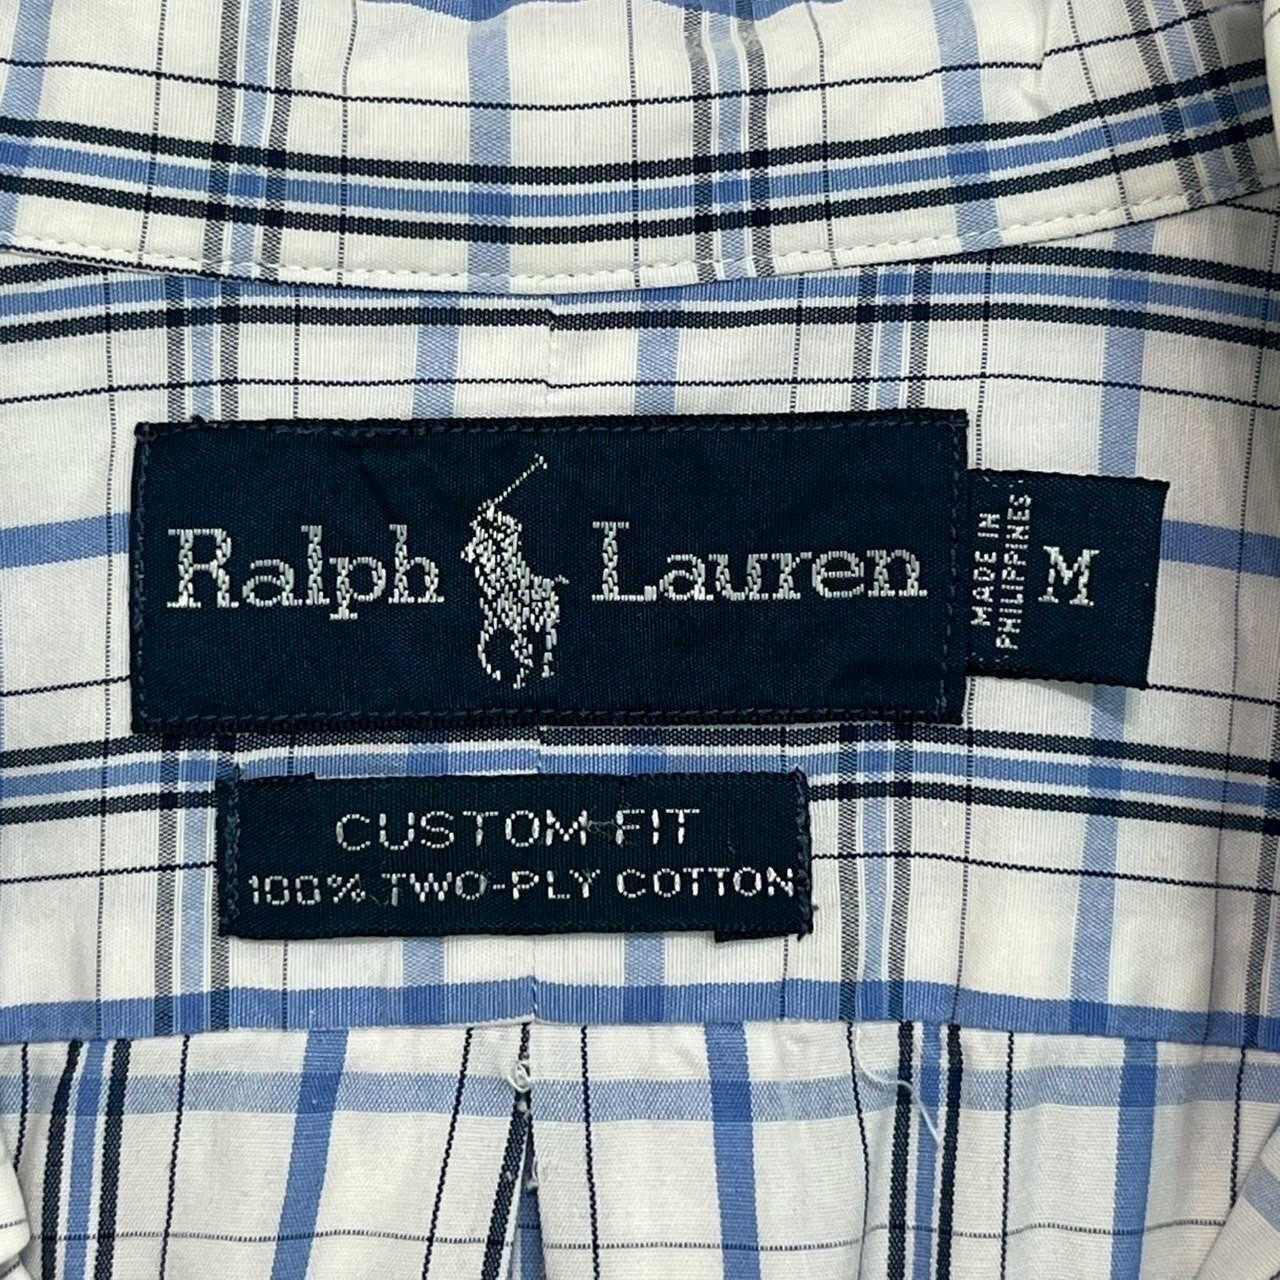 Ralph Lauren
MADE IN
PHILIPPINES
M
CUSTOM FIT
100% TWO-PLY COTTON